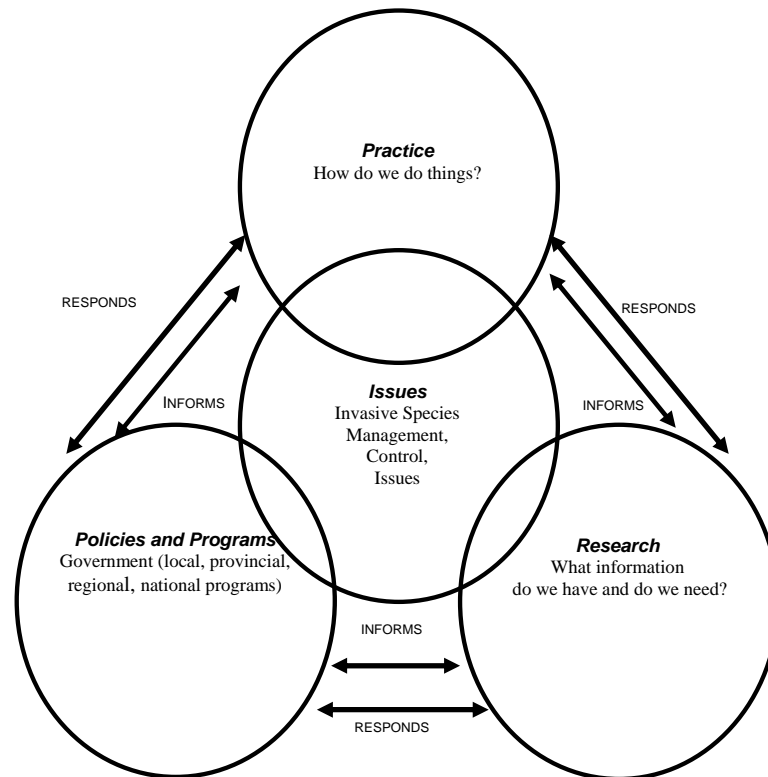 Practice
How do we do things?
RESPONDS
RESPONDS
INFORMS
INFORMS
Issues
Invasive Species
Management,
Control,
Issues
Policies and Programs
Government (local, provincial,
regional, national programs)
Research
What information
do we have and do we need?
INFORMS
RESPONDS